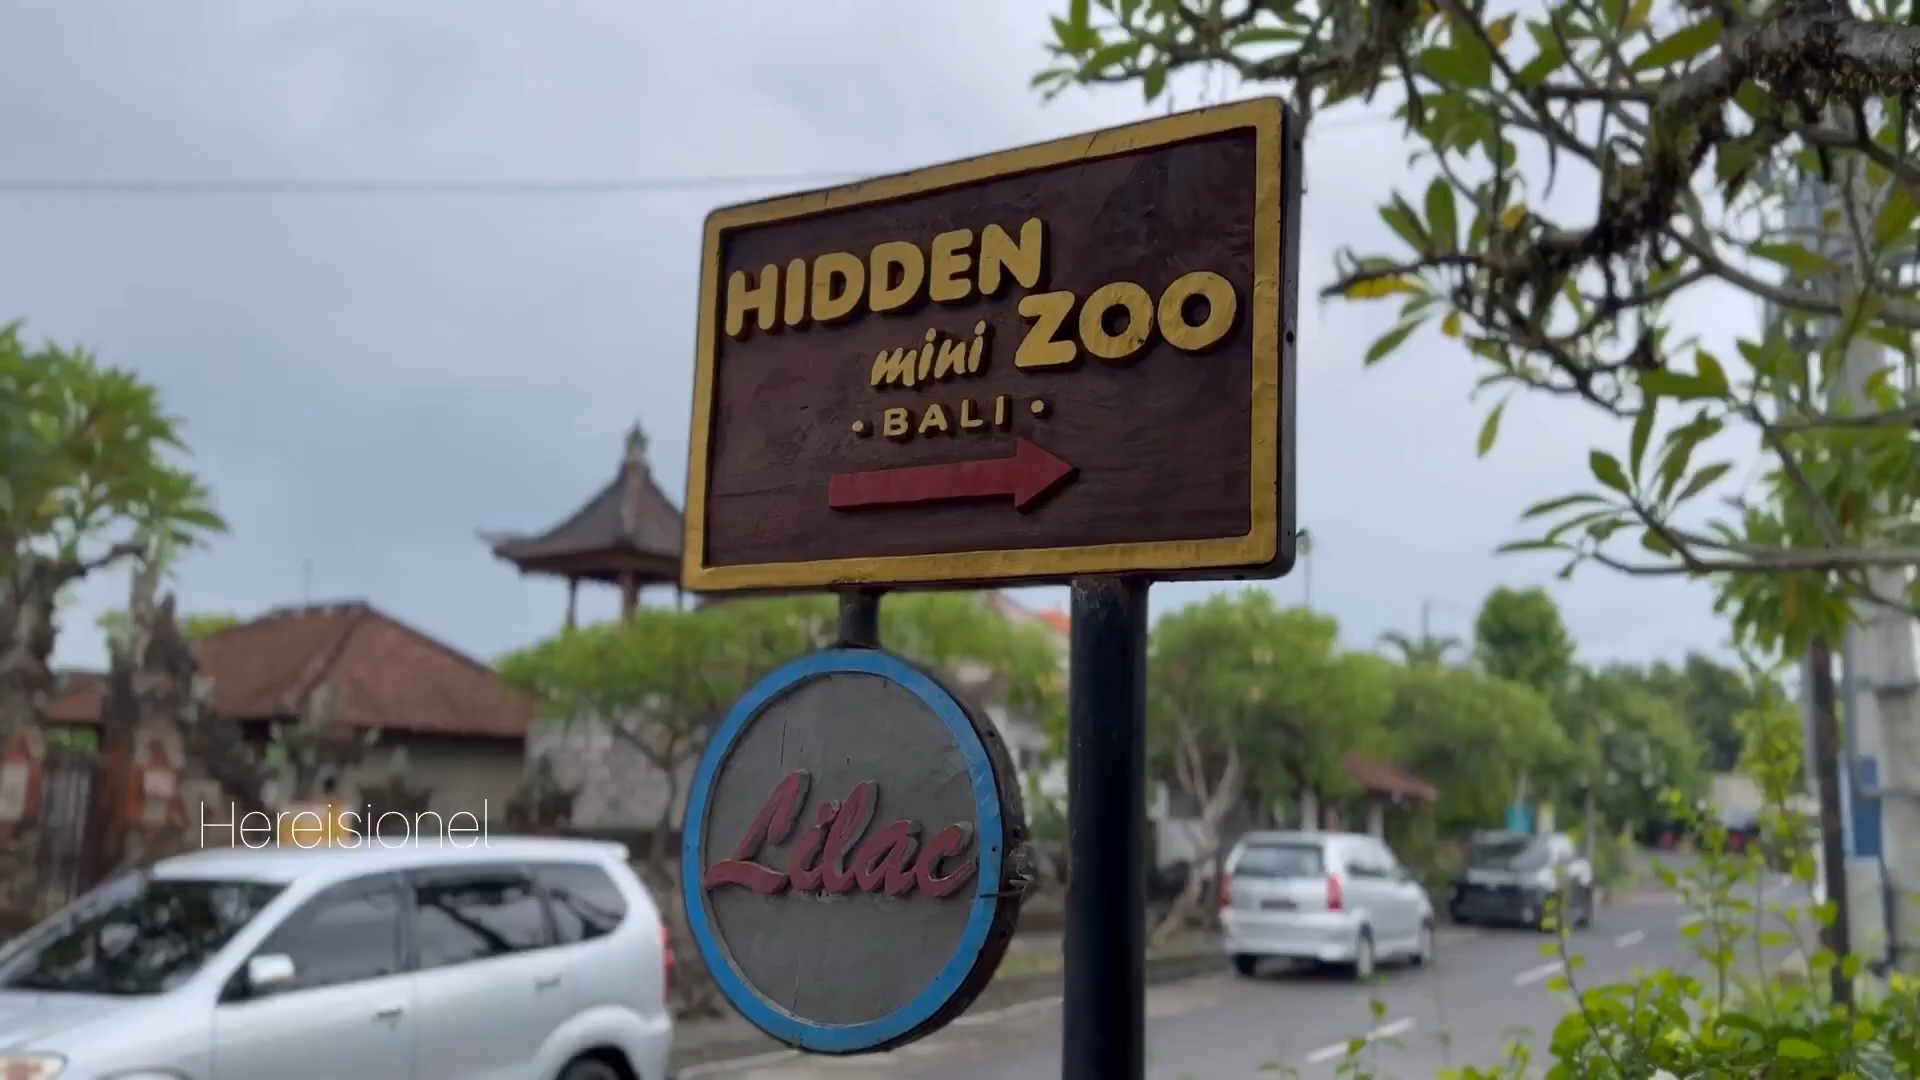 HIDDEN
mini ZOO
• BALI •
Lilac
Hereisionel